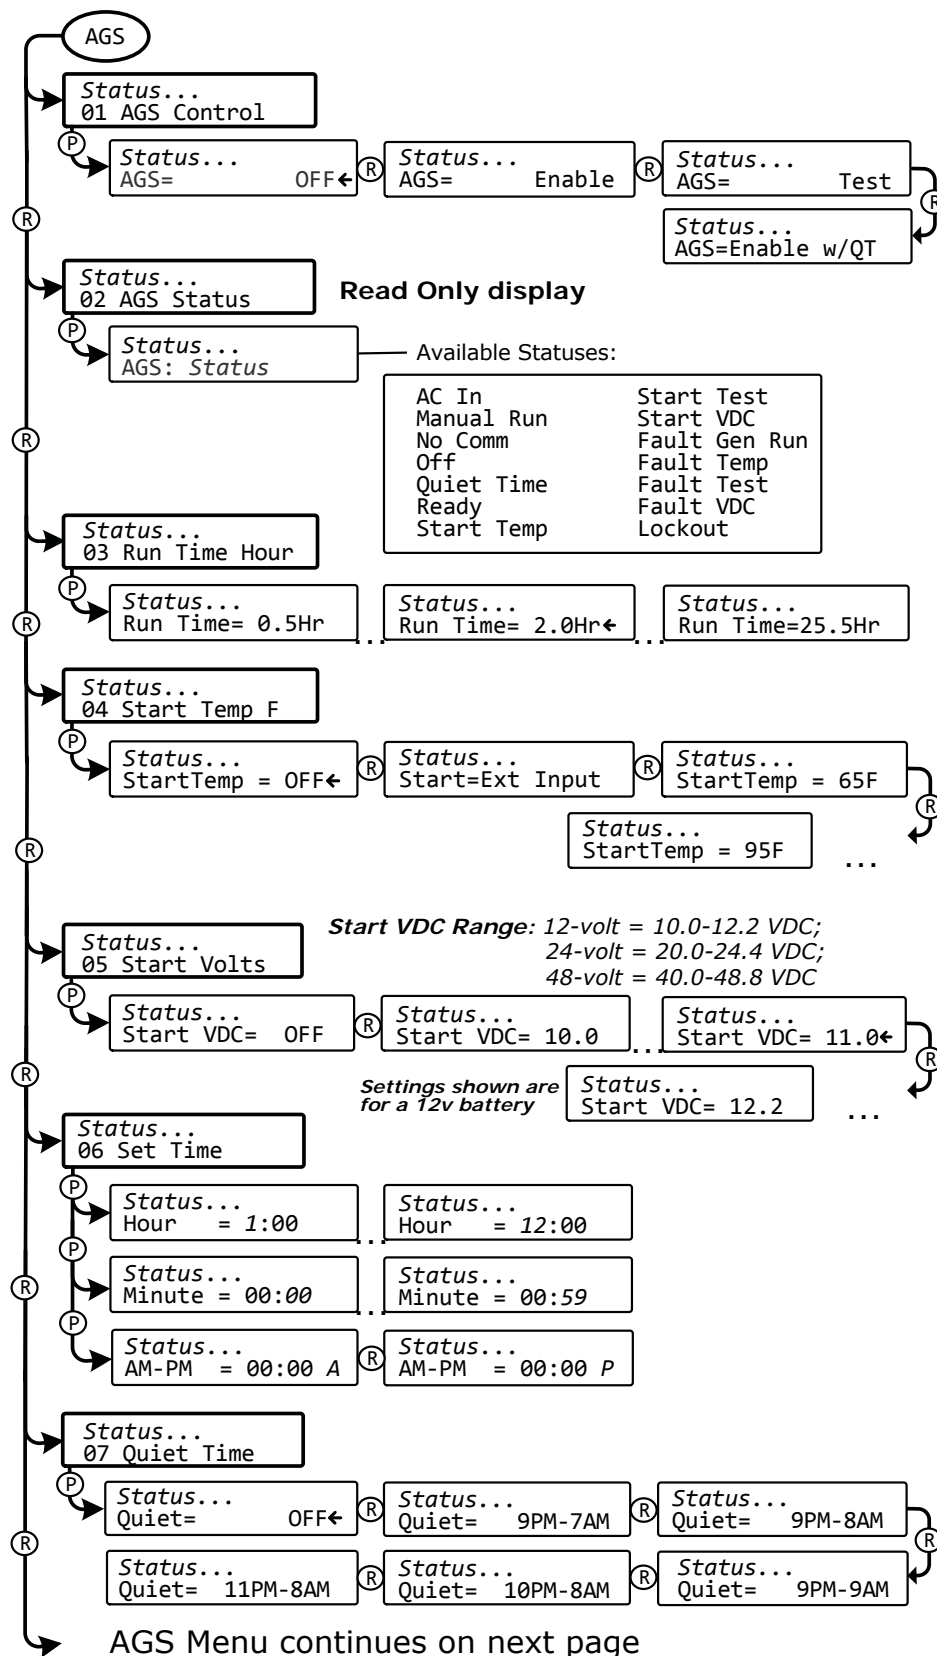 AGS
Status...
01 AGS Control
P
Status...
AGS= OFF←
R
Status...
AGS= Enable
R
Status...
AGS= Test
R
Status...
AGS=Enable w/QT
R
Status...
02 AGS Status
Read Only display
P
Status...
AGS: Status
Available Statuses:
AC In
Manual Run
No Comm
Off
Quiet Time
Ready
Start Temp
Start Test
Start VDC
Fault Gen Run
Fault Temp
Fault Test
Fault VDC
Lockout
R
Status...
03 Run Time Hour
P
Status...
Run Time= 0.5Hr
...
Status...
Run Time= 2.0Hr←
...
Status...
Run Time=25.5Hr
R
Status...
04 Start Temp F
P
Status...
StartTemp = OFF←
R
Status...
Start=Ext Input
R
Status...
StartTemp = 65F
R
Status...
StartTemp = 95F
...
R
Status...
05 Start Volts
Start VDC Range: 12-volt = 10.0-12.2 VDC;
24-volt = 20.0-24.4 VDC;
48-volt = 40.0-48.8 VDC
P
Status...
Start VDC= OFF
R
Status...
Start VDC= 10.0
...
Status...
Start VDC= 11.0←
R
Settings shown are
for a 12v battery
Status...
Start VDC= 12.2
...
R
Status...
06 Set Time
P
Status...
Hour = 1:00
...
Status...
Hour = 12:00
P
Status...
Minute = 00:00
...
Status...
Minute = 00:59
R
P
Status...
AM-PM = 00:00 A
R
Status...
AM-PM = 00:00 P
Status...
07 Quiet Time
P
Status...
Quiet= OFF←
R
Status...
Quiet= 9PM-7AM
R
Status...
Quiet= 9PM-8AM
R
Status...
Quiet= 11PM-8AM
R
Status...
Quiet= 10PM-8AM
R
Status...
Quiet= 9PM-9AM
R
AGS Menu continues on next page